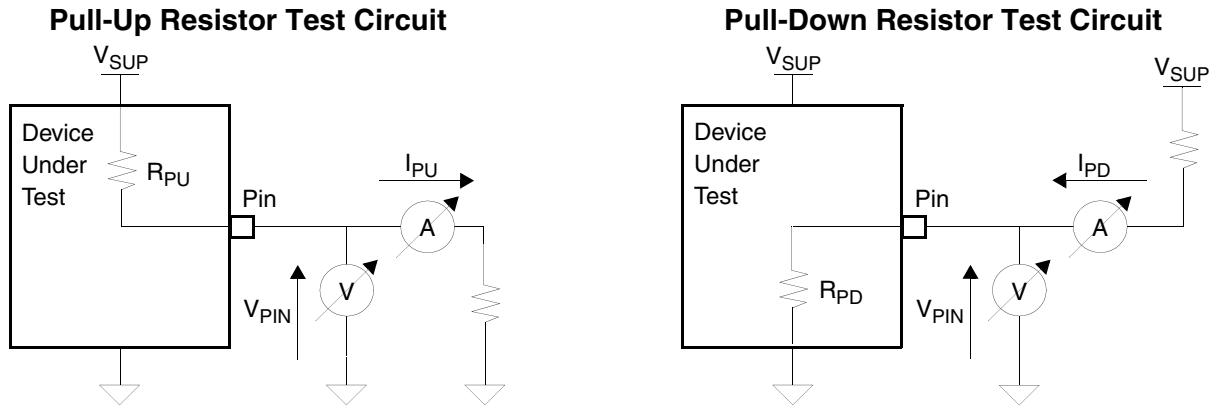 Pull-Up Resistor Test Circuit
VSUP
Device
Under
Test
RPU
IPU
Pin
A
V
VPIN
Pull-Down Resistor Test Circuit
VSUP
VSUP
Device
Under
Test
IPD
Pin
A
RPD
V
VPIN